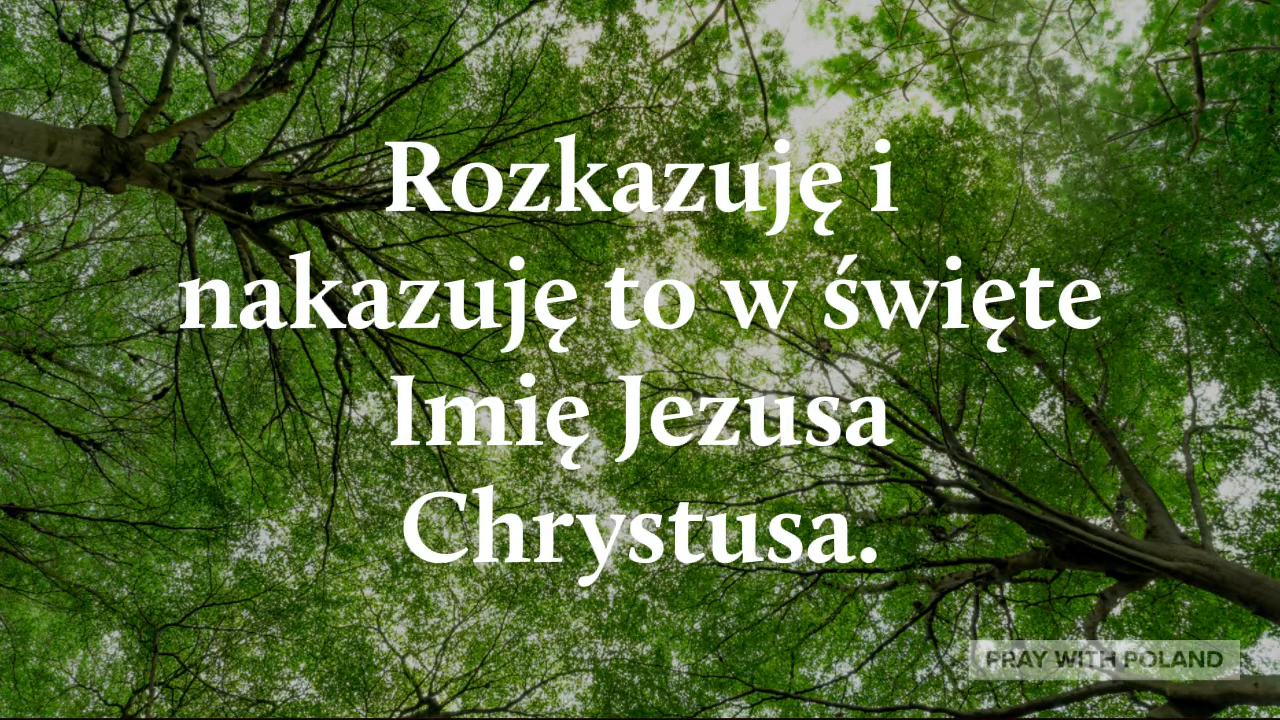 Rozkazuję i
nakazuję to w święte
Imię Jezusa
Chrystusa.
PRAY WITH POLAND